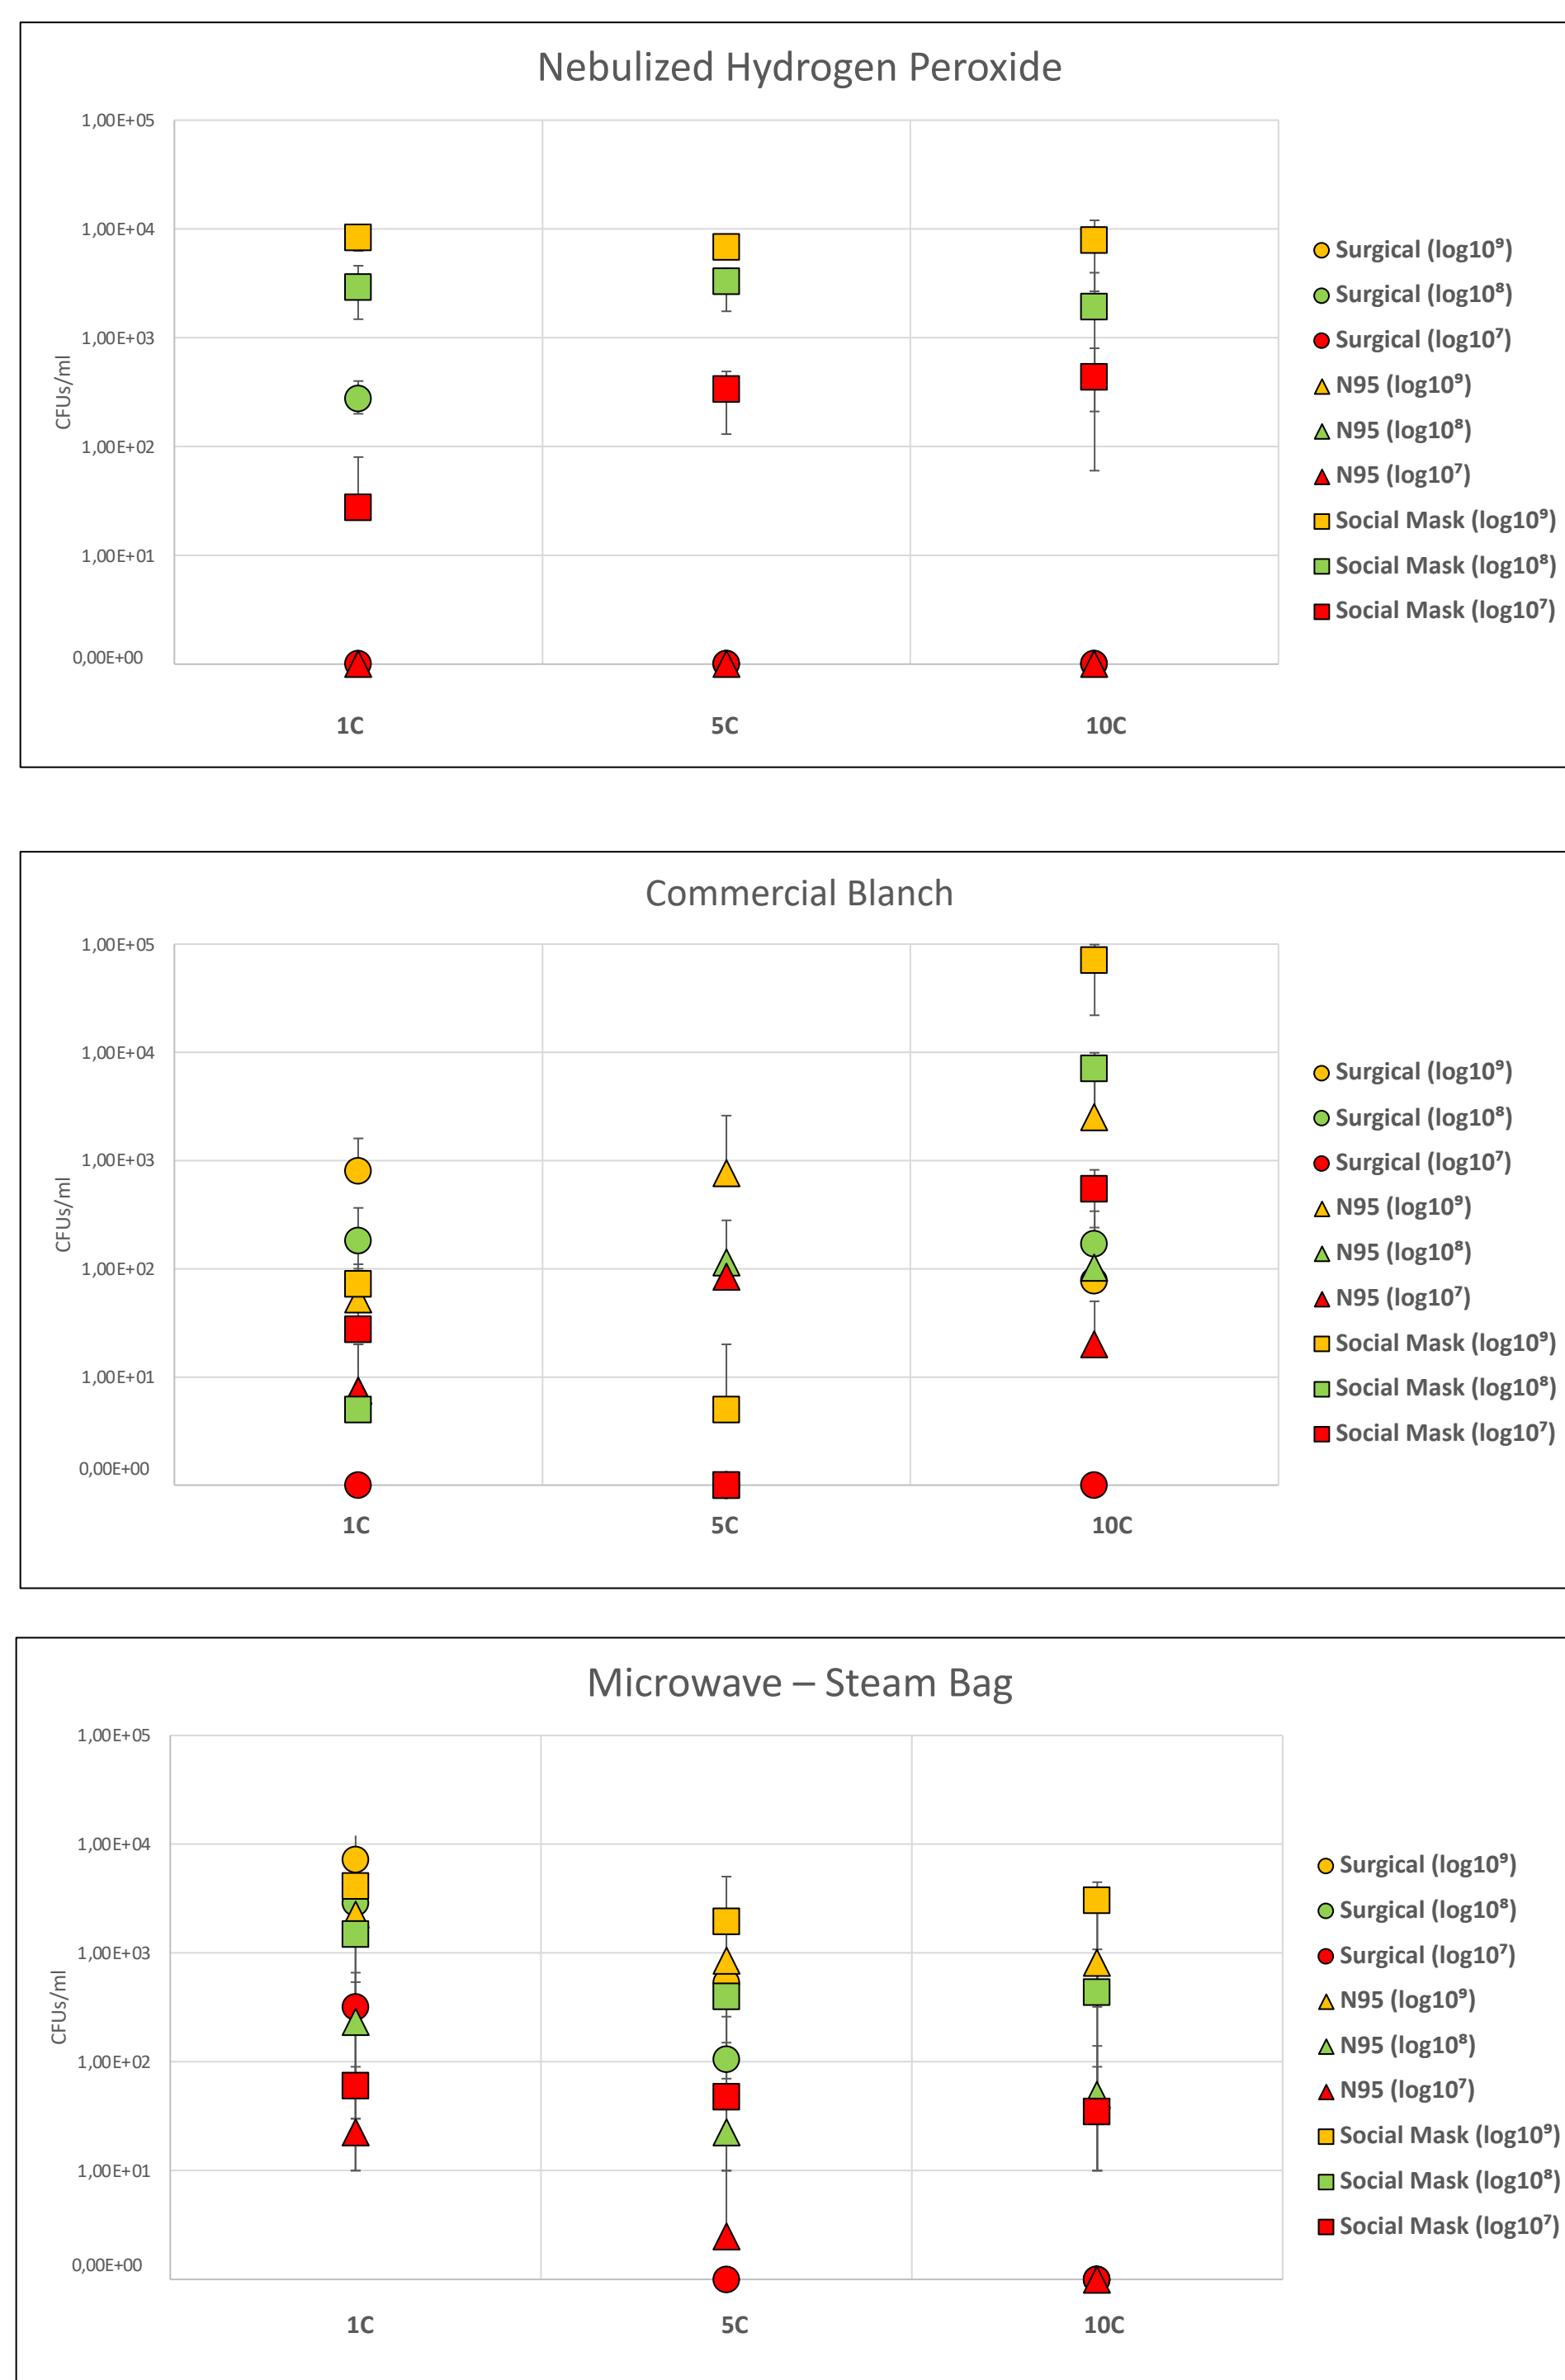 Nebulized Hydrogen Peroxide
1,00E+05
1,00E+04
1,00E+03
1,00E+02
1,00E+01
0,00E+00
CFUs/ml
1C 5C 10C
Surgical (log10⁹)
Surgical (log10⁸)
Surgical (log10⁷)
N95 (log10⁹)
N95 (log10⁸)
N95 (log10⁷)
Social Mask (log10⁹)
Social Mask (log10⁸)
Social Mask (log10⁷)
Commercial Blanch
1,00E+05
1,00E+04
1,00E+03
1,00E+02
1,00E+01
0,00E+00
CFUs/ml
1C 5C 10C
Surgical (log10⁹)
Surgical (log10⁸)
Surgical (log10⁷)
N95 (log10⁹)
N95 (log10⁸)
N95 (log10⁷)
Social Mask (log10⁹)
Social Mask (log10⁸)
Social Mask (log10⁷)
Microwave – Steam Bag
1,00E+05
1,00E+04
1,00E+03
1,00E+02
1,00E+01
0,00E+00
CFUs/ml
1C 5C 10C
Surgical (log10⁹)
Surgical (log10⁸)
Surgical (log10⁷)
N95 (log10⁹)
N95 (log10⁸)
N95 (log10⁷)
Social Mask (log10⁹)
Social Mask (log10⁸)
Social Mask (log10⁷)